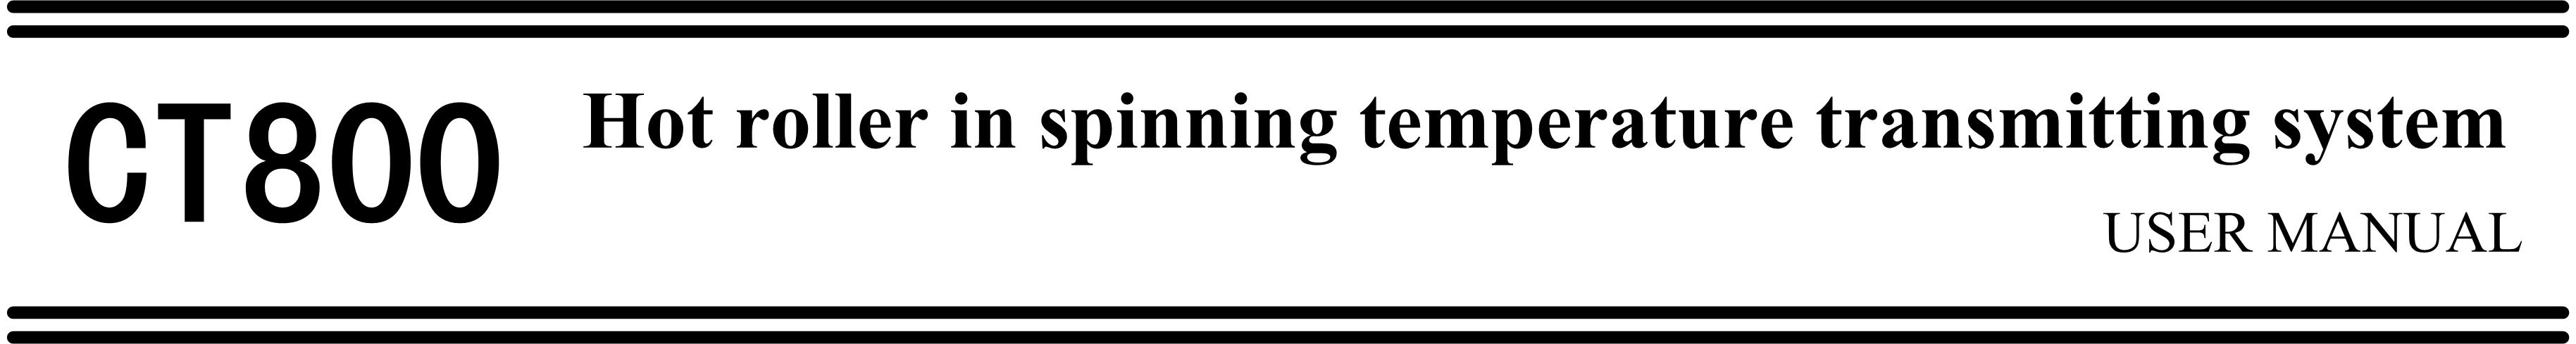 CT800
Hot roller in spinning temperature transmitting system
USER MANUAL